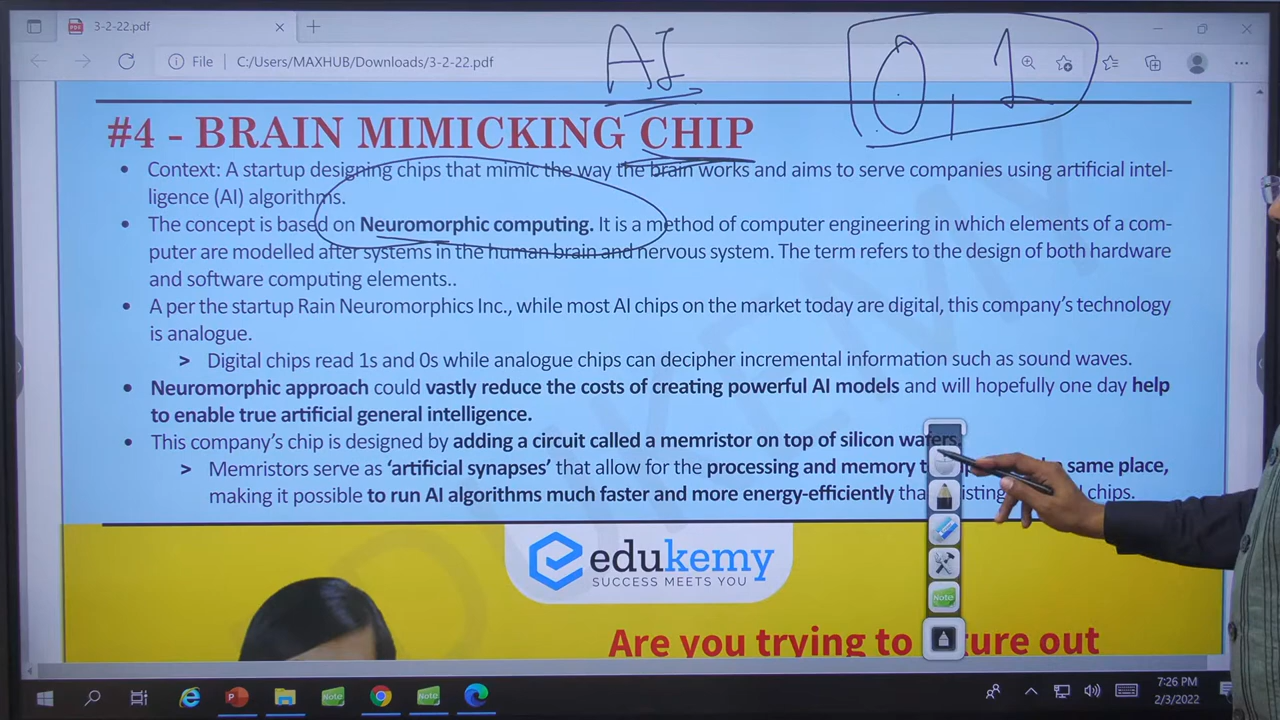 3-2-22.pdf
File C:/Users/MAXHUB/Downloads/3-2-22.pdf
AI 0, 1
#4 - BRAIN MIMICKING CHIP
• Context: A startup designing chips that mimic the way the brain works and aims to serve companies using artificial intel-
ligence (AI) algorithms.
• The concept is based on Neuromorphic computing. It is a method of computer engineering in which elements of a com-
puter are modelled after systems in the human brain and nervous system. The term refers to the design of both hardware
and software computing elements..
• A per the startup Rain Neuromorphics Inc., while most AI chips on the market today are digital, this company's technology
is analogue.
> Digital chips read 1s and 0s while analogue chips can decipher incremental information such as sound waves.
• Neuromorphic approach could vastly reduce the costs of creating powerful AI models and will hopefully one day help
to enable true artificial general intelligence.
• This company's chip is designed by adding a circuit called a memristor on top of silicon wafers.
> Memristors serve as 'artificial synapses' that allow for the processing and memory same place,
making it possible to run AI algorithms much faster and more energy-efficiently chips.
edukemy
SUCCESS MEETS YOU
Are you trying to out
Note
Note
Note
7:26 PM
2/3/2022